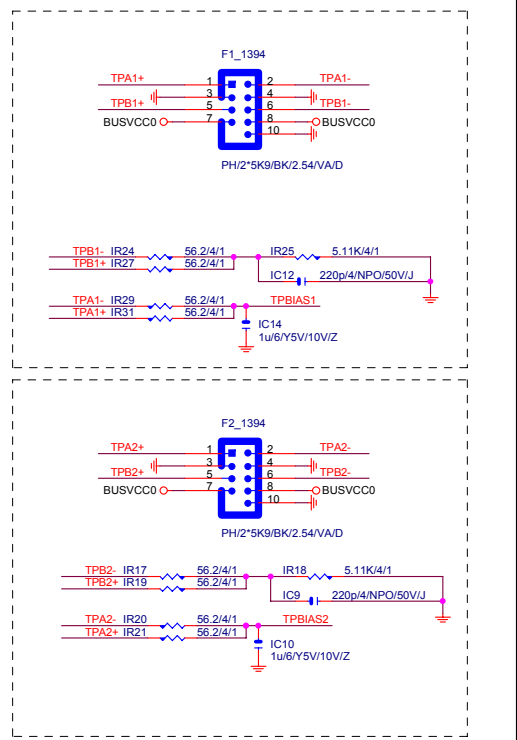 F1_1394
TPA1+ 1 2 TPA1-
3 4
TPB1+ 5 6 TPB1-
BUSVCC0 7 8 BUSVCC0
10
PH/2*5K9/BK/2.54/VA/D
TPB1- IR24 56.2/4/1 IR25 5.11K/4/1
TPB1+ IR27 56.2/4/1
IC12 220p/4/NPO/50V/J
TPA1- IR29 56.2/4/1 TPBIAS1
TPA1+ IR31 56.2/4/1
IC14
1u/6/Y5V/10V/Z
F2_1394
TPA2+ 1 2 TPA2-
3 4
TPB2+ 5 6 TPB2-
BUSVCC0 7 8 BUSVCC0
10
PH/2*5K9/BK/2.54/VA/D
TPB2- IR17 56.2/4/1 IR18 5.11K/4/1
TPB2+ IR19 56.2/4/1
IC9 220p/4/NPO/50V/J
TPA2- IR20 56.2/4/1 TPBIAS2
TPA2+ IR21 56.2/4/1
IC10
1u/6/Y5V/10V/Z